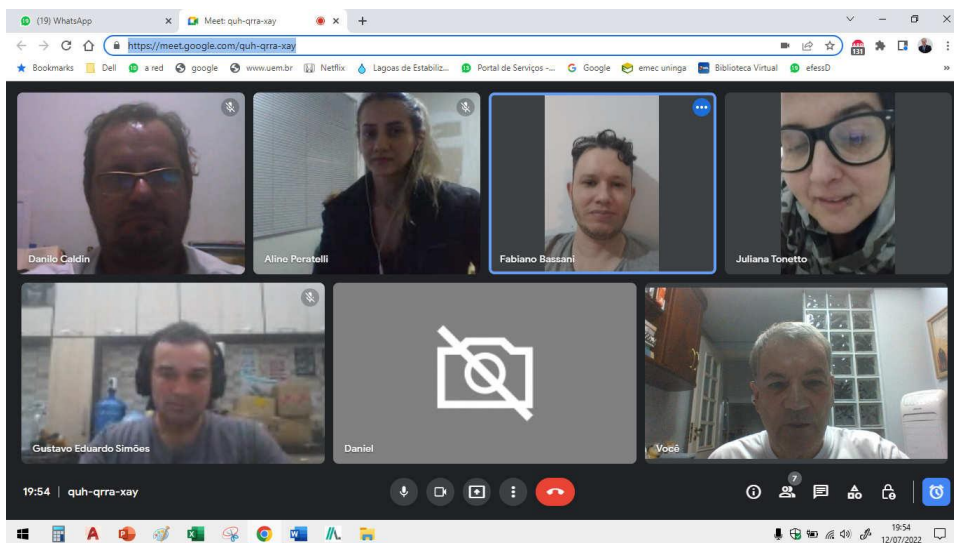 (19) WhatsApp
Meet: quh-qrra-xay
https://meet.google.com/quh-qrra-xay
131
Bookmarks Dell a red google www.uem.br Netflix Lagoas de Estabiliz... Portal de Serviços –... Google emec uninga Biblioteca Virtual efessD
Danilo Caldin
Aline Peratelli
Fabiano Bassani
Juliana Tonetto
Gustavo Eduardo Simões
Daniel
Você
19:54 | quh-qrra-xay
7
19:54
12/07/2022